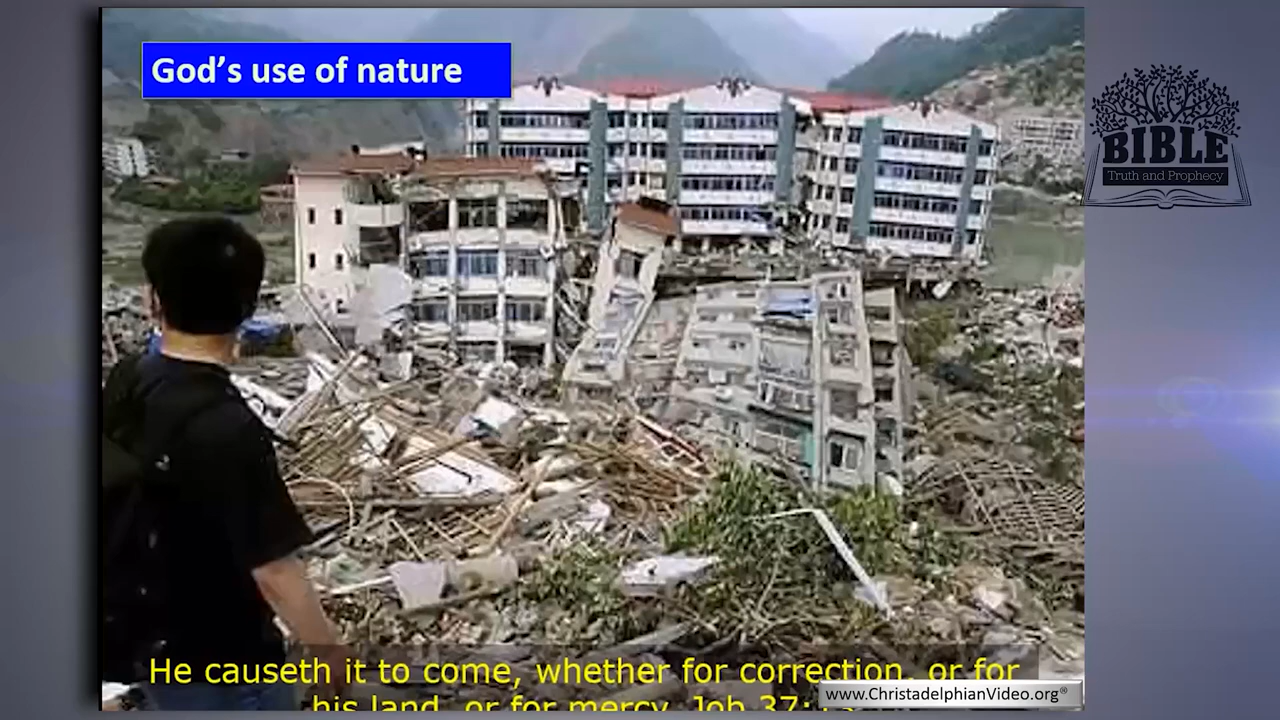 God's use of nature
BIBLE
Truth and Prophecy
He causeth it to come, whether for correction, or for
his land, or for mercy. Job 37:
www.ChristadelphianVideo.org®